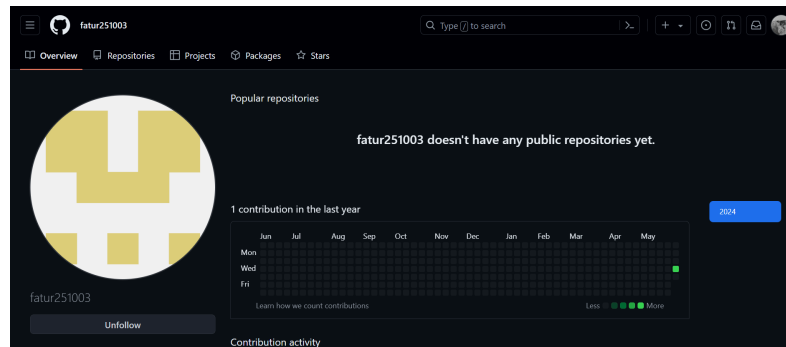 fatur251003
Type / to search
Overview
Repositories
Projects
Packages
Stars
Popular repositories
fatur251003 doesn't have any public repositories yet.
1 contribution in the last year
2024
Jun Jul Aug Sep Oct Nov Dec Jan Feb Mar Apr May
Mon
Wed
Fri
Learn how we count contributions
Less More
fatur251003
Unfollow
Contribution activity